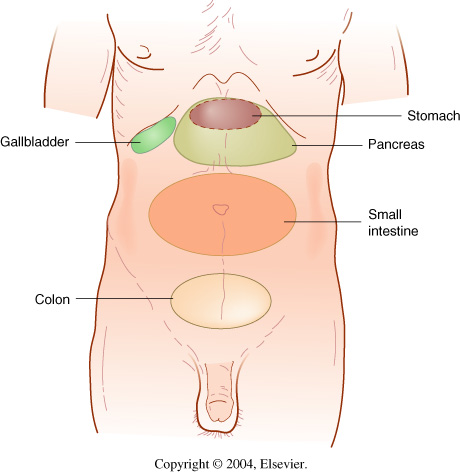 Stomach
Gallbladder
Pancreas
Small
intestine
Colon
Copyright © 2004, Elsevier.